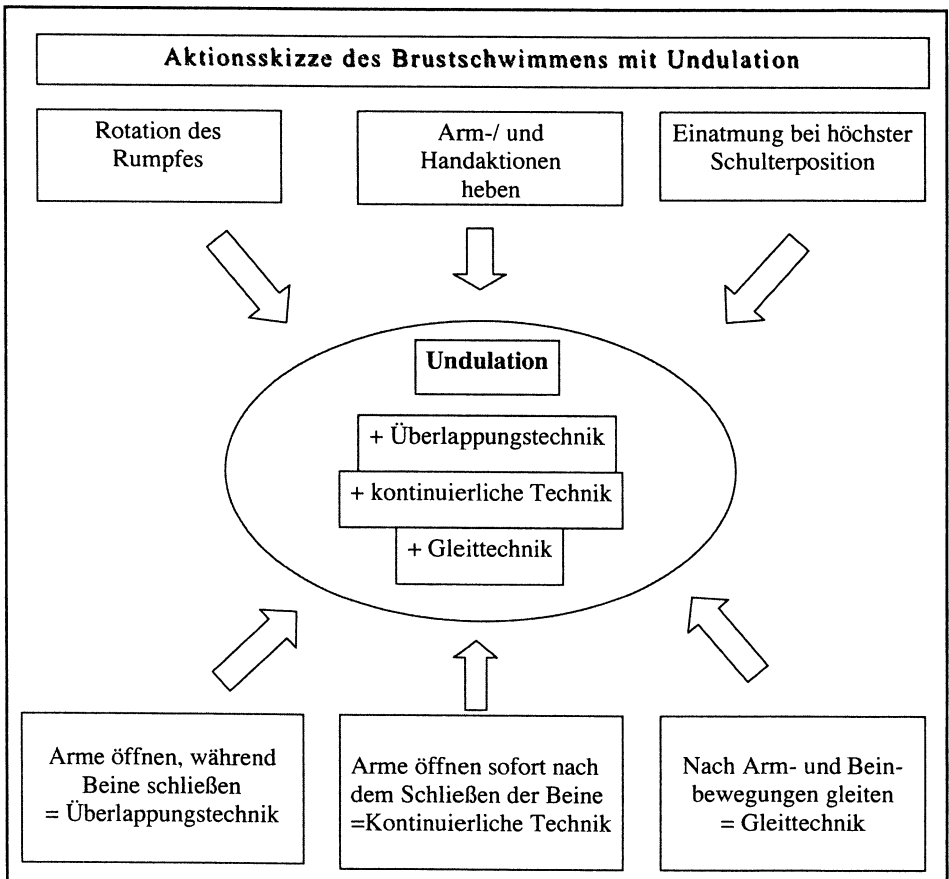 Aktionsskizze des Brustschwimmens mit Undulation
Rotation des
Rumpfes
Arm-/ und
Handaktionen
heben
Einatmung bei höchster
Schulterposition
Undulation
+ Überlappungstechnik
+ kontinuierliche Technik
+ Gleittechnik
Arme öffnen, während
Beine schließen
= Überlappungstechnik
Arme öffnen sofort nach
dem Schließen der Beine
=Kontinuierliche Technik
Nach Arm- und Bein-
bewegungen gleiten
= Gleittechnik